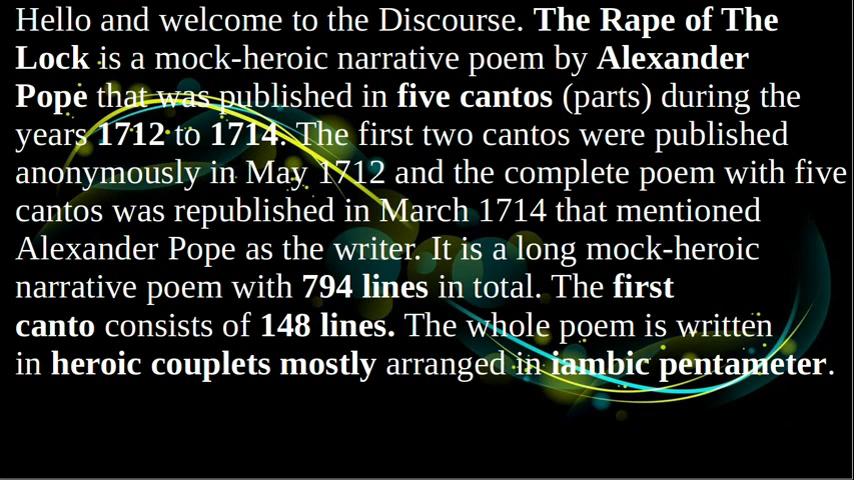 Hello and welcome to the Discourse. The Rape of The
Lock is a mock-heroic narrative poem by Alexander
Pope that was published in five cantos (parts) during the
years 1712 to 1714. The first two cantos were published
anonymously in May 1712 and the complete poem with five
cantos was republished in March 1714 that mentioned
Alexander Pope as the writer. It is a long mock-heroic
narrative poem with 794 lines in total. The first
canto consists of 148 lines. The whole poem is written
in heroic couplets mostly arranged in iambic pentameter.